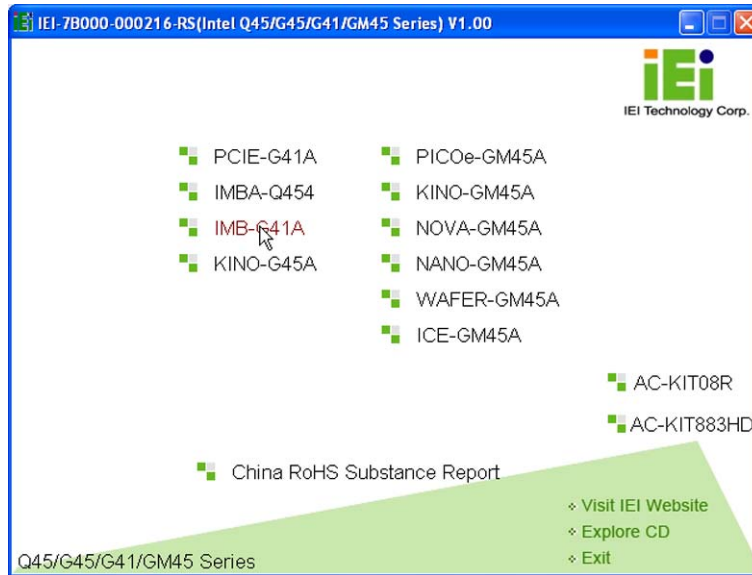 IEI-7B000-000216-RS(Intel Q45/G45/G41/GM45 Series) V1.00
iEi
IEI Technology Corp.
PCIE-G41A
IMBA-Q454
IMB-G41A
KINO-G45A
PICOe-GM45A
KINO-GM45A
NOVA-GM45A
NANO-GM45A
WAFER-GM45A
ICE-GM45A
AC-KIT08R
AC-KIT883HD
China RoHS Substance Report
Visit IEI Website
Explore CD
Exit
Q45/G45/G41/GM45 Series